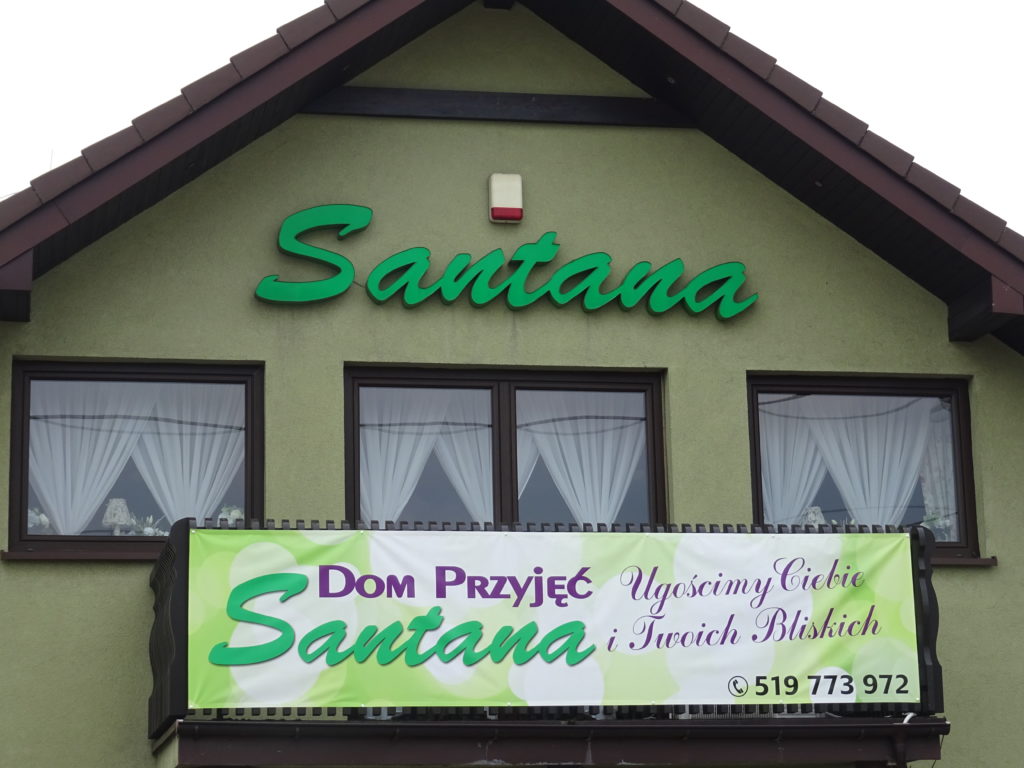 Santana
Dom Przyjęć
Santana
Ugościmy Ciebie
i Twoich Bliskich
519 773 972